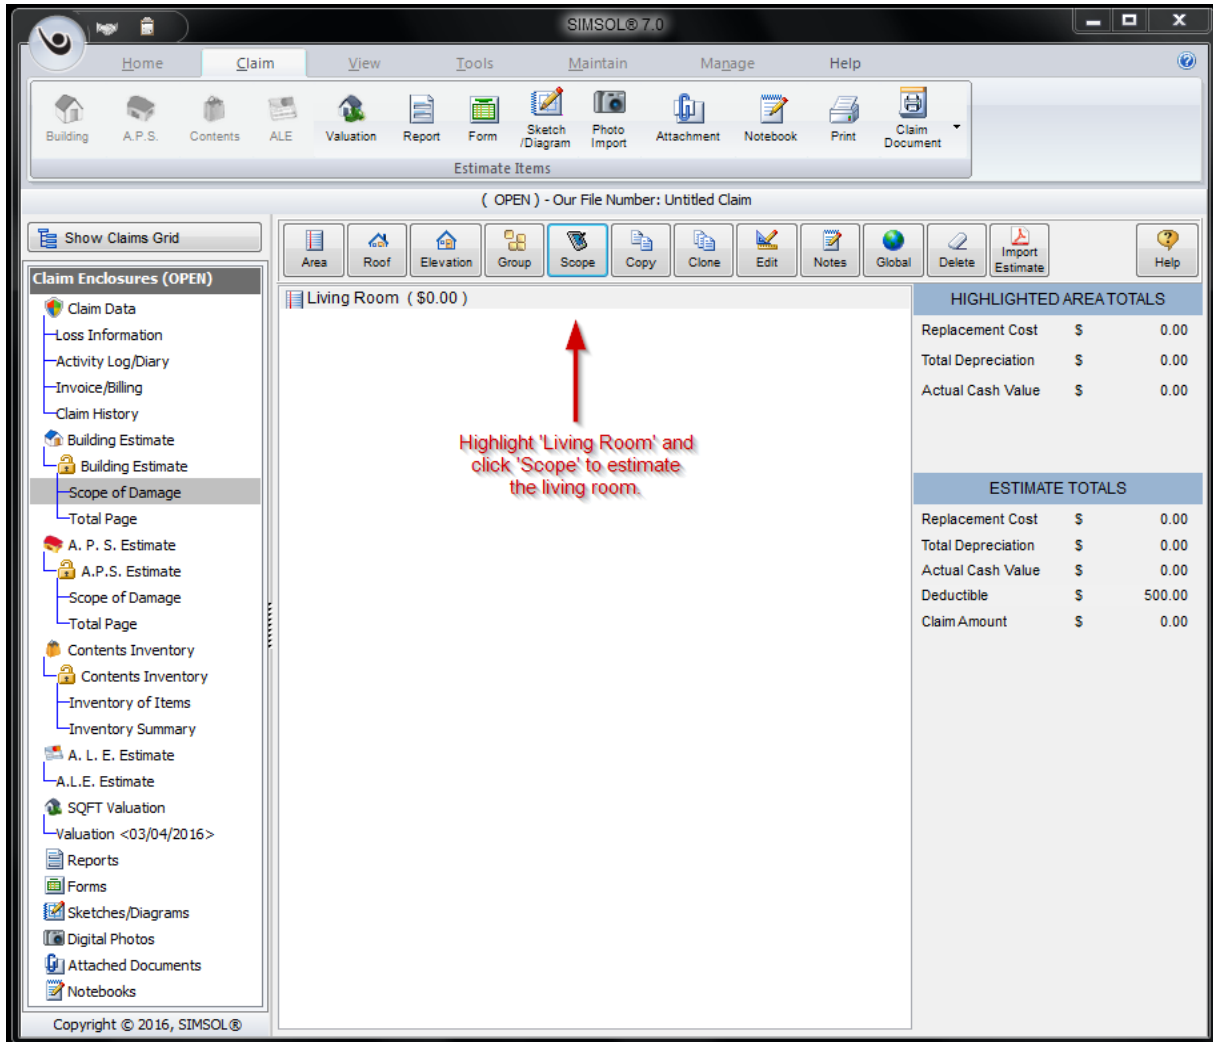 SIMSOL® 7.0
Home Claim View Tools Maintain Manage Help
Building A.P.S. Contents ALE Valuation Report Form Sketch /Diagram Photo Import Attachment Notebook Print Claim Document
Estimate Items
( OPEN ) - Our File Number: Untitled Claim
Show Claims Grid
Claim Enclosures (OPEN)
Claim Data
Loss Information
Activity Log/Diary
Invoice/Billing
Claim History
Building Estimate
Building Estimate
Scope of Damage
Total Page
A. P. S. Estimate
A.P.S. Estimate
Scope of Damage
Total Page
Contents Inventory
Contents Inventory
Inventory of Items
Inventory Summary
A. L. E. Estimate
A.L.E. Estimate
SQFT Valuation
Valuation <03/04/2016>
Reports
Forms
Sketches/Diagrams
Digital Photos
Attached Documents
Notebooks
Copyright © 2016, SIMSOL®
Area Roof Elevation Group Scope Copy Clone Edit Notes Global Delete Import Estimate Help
Living Room ( $0.00 )
Highlight 'Living Room' and
click 'Scope' to estimate
the living room.
HIGHLIGHTED AREA TOTALS
Replacement Cost $ 0.00
Total Depreciation $ 0.00
Actual Cash Value $ 0.00
ESTIMATE TOTALS
Replacement Cost $ 0.00
Total Depreciation $ 0.00
Actual Cash Value $ 0.00
Deductible $ 500.00
Claim Amount $ 0.00